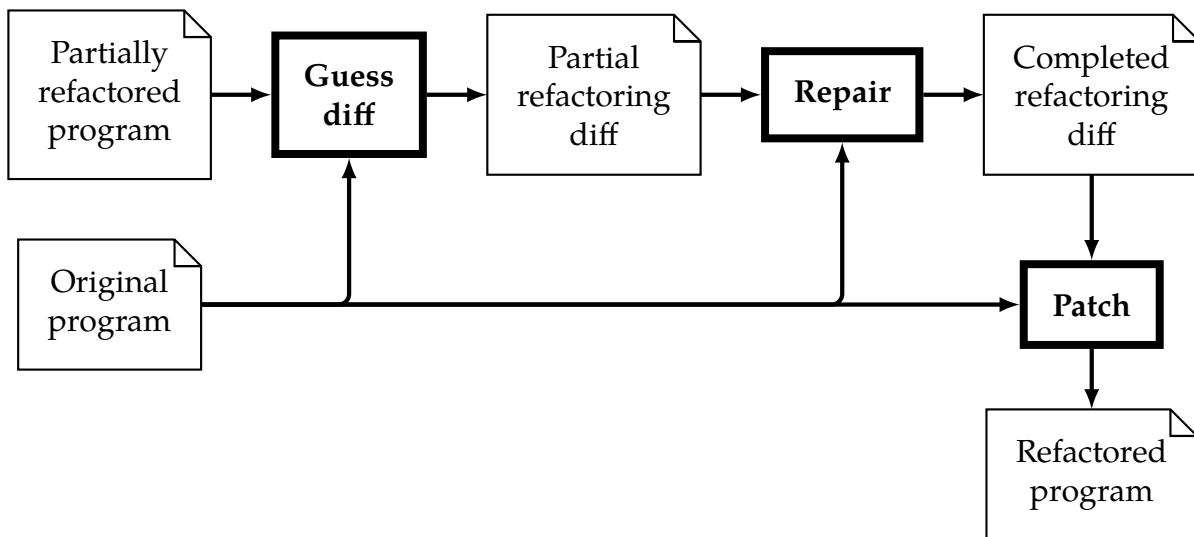 Partially
refactored
program
Guess
diff
Partial
refactoring
diff
Repair
Completed
refactoring
diff
Original
program
Patch
Refactored
program